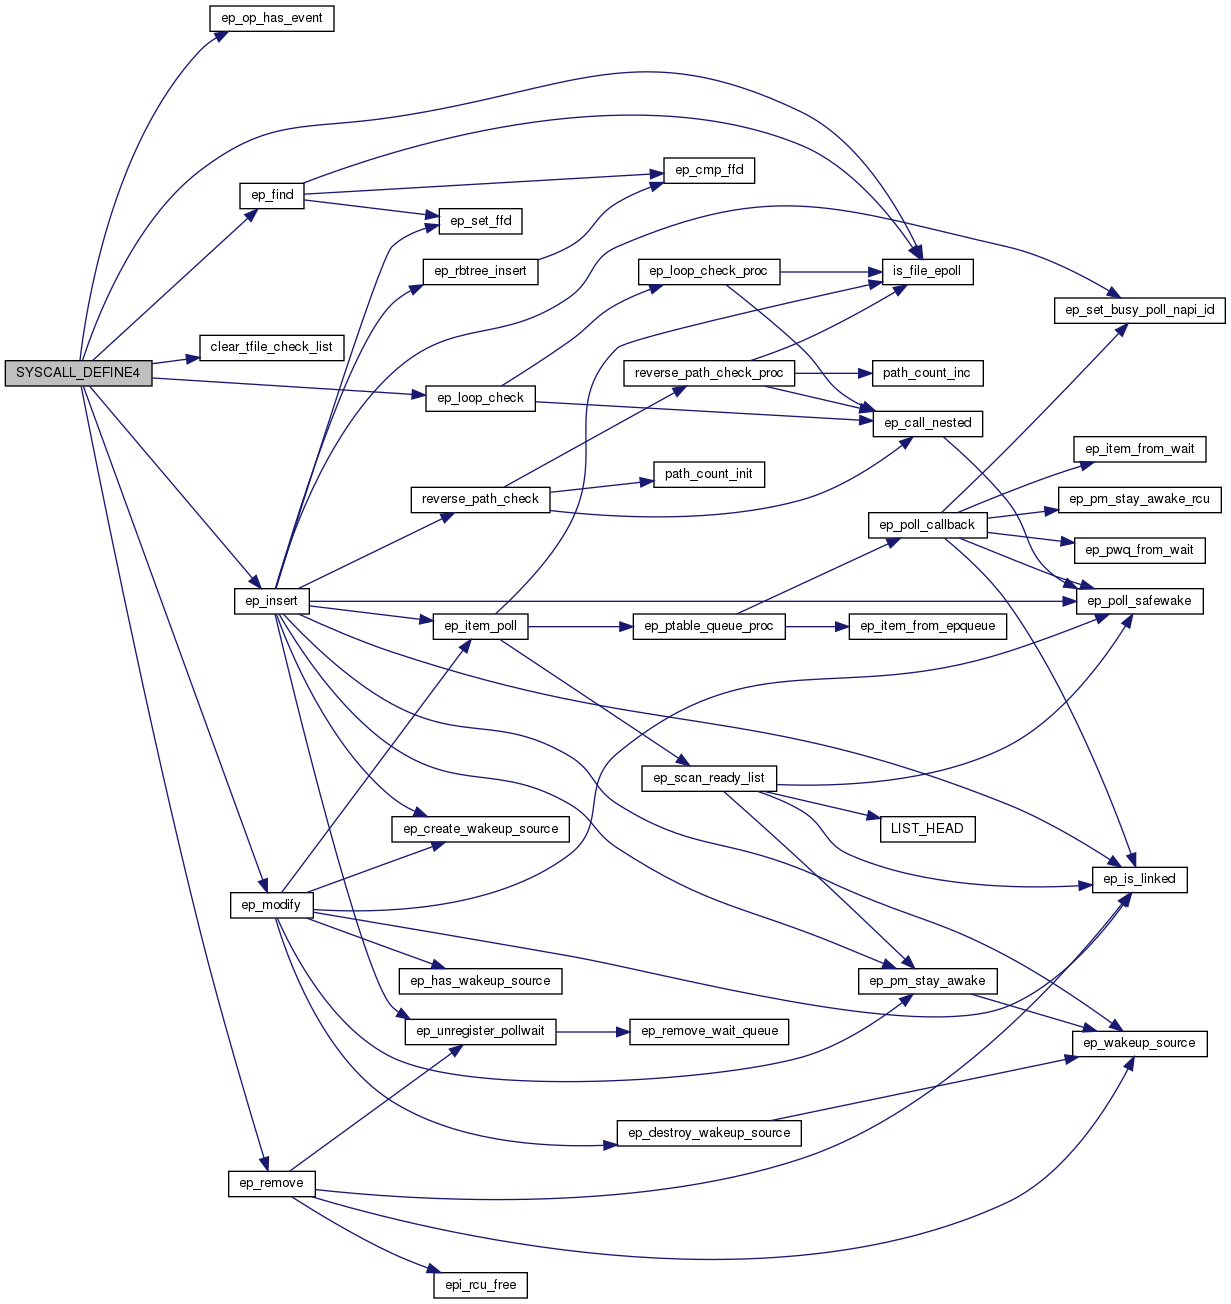 ep_op_has_event
ep_find
ep_cmp_ffd
ep_set_ffd
ep_rbtree_insert
ep_loop_check_proc
is_file_epoll
ep_set_busy_poll_napi_id
clear_tfile_check_list
SYSCALL_DEFINE4
reverse_path_check_proc
path_count_inc
ep_loop_check
ep_call_nested
ep_item_from_wait
path_count_init
reverse_path_check
ep_pm_stay_awake_rcu
ep_poll_callback
ep_pwq_from_wait
ep_insert
ep_poll_safewake
ep_item_poll
ep_ptable_queue_proc
ep_item_from_epqueue
ep_scan_ready_list
ep_create_wakeup_source
LIST_HEAD
ep_is_linked
ep_modify
ep_has_wakeup_source
ep_pm_stay_awake
ep_unregister_pollwait
ep_remove_wait_queue
ep_wakeup_source
ep_destroy_wakeup_source
ep_remove
epi_rcu_free